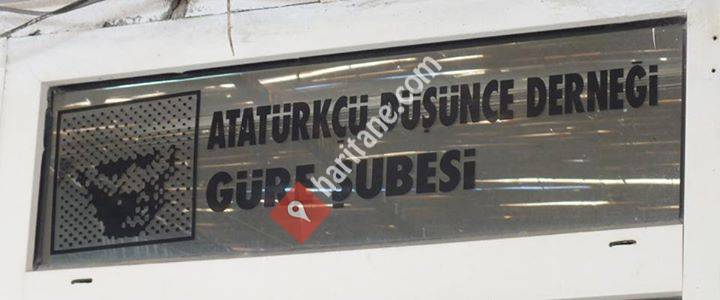 ATATÜRKÇÜ DÜŞÜNCE DERNEĞİ
GÜRE ŞUBESİ
haritane.com